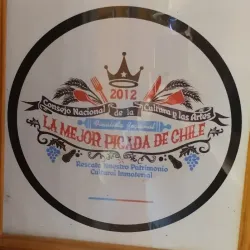 2012
Consejo Nacional de la Cultura y las Artes
LA MEJOR PICADA DE CHILE
Rescate Nuestro Patrimonio
Cultural Inmaterial